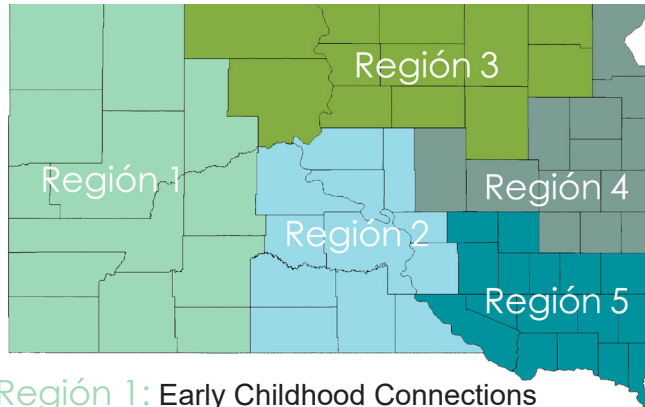 Región 3
Región 1
Región 4
Región 2
Región 5
Región 1: Early Childhood Connections